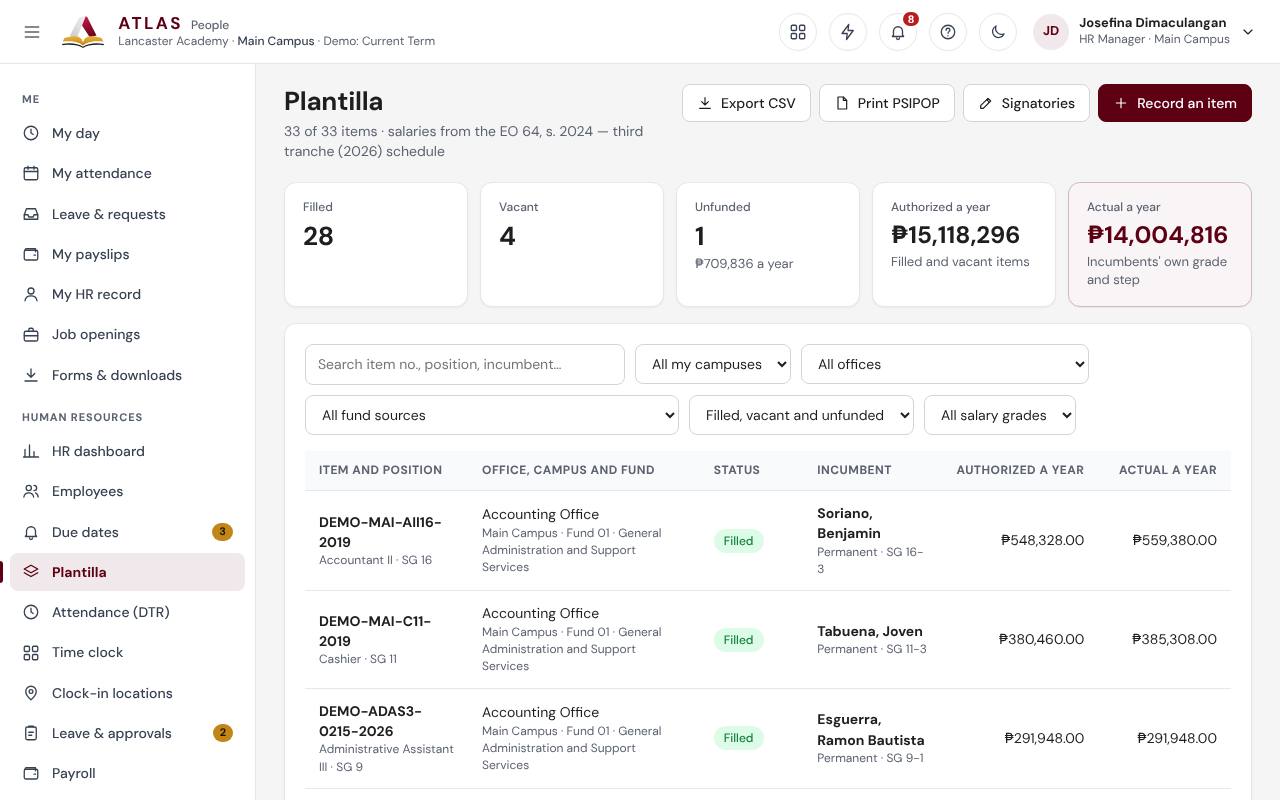 ATLAS People
Lancaster Academy · Main Campus · Demo: Current Term
8
JD
Josefina Dimaculangan
HR Manager · Main Campus
ME
My day
My attendance
Leave & requests
My payslips
My HR record
Job openings
Forms & downloads
HUMAN RESOURCES
HR dashboard
Employees
Due dates 3
Plantilla
Attendance (DTR)
Time clock
Clock-in locations
Leave & approvals 2
Payroll
Plantilla
33 of 33 items · salaries from the EO 64, s. 2024 — third
tranche (2026) schedule
Export CSV
Print PSIPOP
Signatories
Record an item
Filled
28
Vacant
4
Unfunded
1
₱709,836 a year
Authorized a year
₱15,118,296
Filled and vacant items
Actual a year
₱14,004,816
Incumbents' own grade
and step
Search item no., position, incumbent…
All my campuses
All offices
All fund sources
Filled, vacant and unfunded
All salary grades
ITEM AND POSITION OFFICE, CAMPUS AND FUND STATUS INCUMBENT AUTHORIZED A YEAR ACTUAL A YEAR
DEMO-MAI-AII16-
2019
Accountant II · SG 16
Accounting Office
Main Campus · Fund 01 · General
Administration and Support
Services
Filled
Soriano,
Benjamin
Permanent · SG 16-
3
₱548,328.00
₱559,380.00
DEMO-MAI-C11-
2019
Cashier · SG 11
Accounting Office
Main Campus · Fund 01 · General
Administration and Support
Services
Filled
Tabuena, Joven
Permanent · SG 11-3
₱380,460.00
₱385,308.00
DEMO-ADAS3-
0215-2026
Administrative Assistant
III · SG 9
Accounting Office
Main Campus · Fund 01 · General
Administration and Support
Services
Filled
Esguerra,
Ramon Bautista
Permanent · SG 9-1
₱291,948.00
₱291,948.00